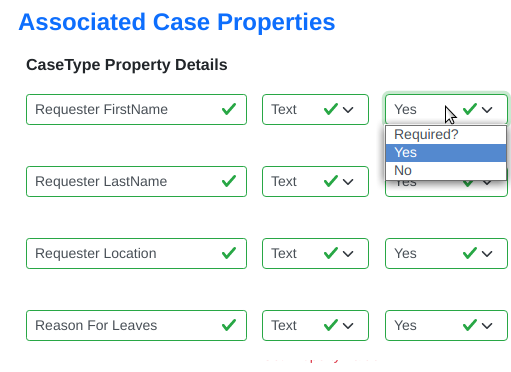 Associated Case Properties
CaseType Property Details
Requester FirstName Text Yes
Required?
Yes
No
Requester LastName Text Yes
Requester Location Text Yes
Reason For Leaves Text Yes